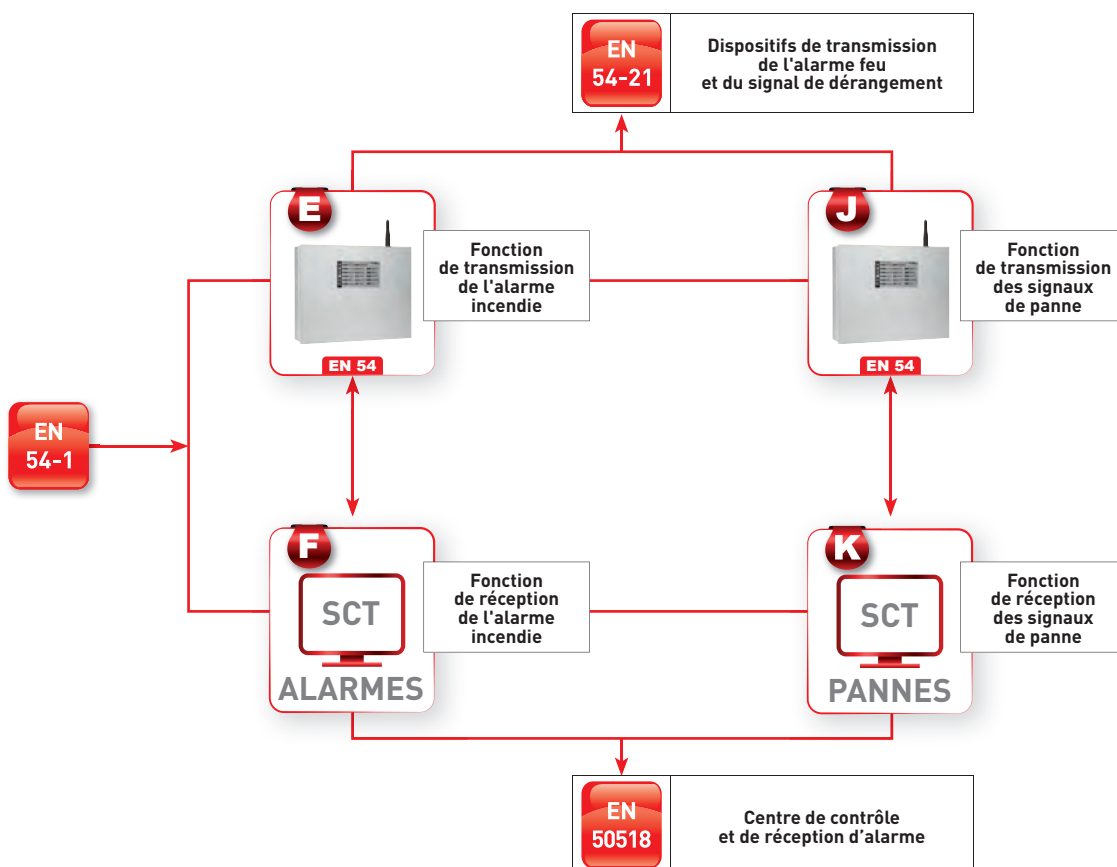 EN
54-21
Dispositifs de transmission
de l'alarme feu
et du signal de dérangement
E
EN 54
Fonction
de transmission
de l'alarme
incendie
J
EN 54
Fonction
de transmission
des signaux
de panne
EN
54-1
F
SCT
ALARMES
Fonction
de réception
de l'alarme
incendie
K
SCT
PANNES
Fonction
de réception
des signaux
de panne
EN
50518
Centre de contrôle
et de réception d’alarme